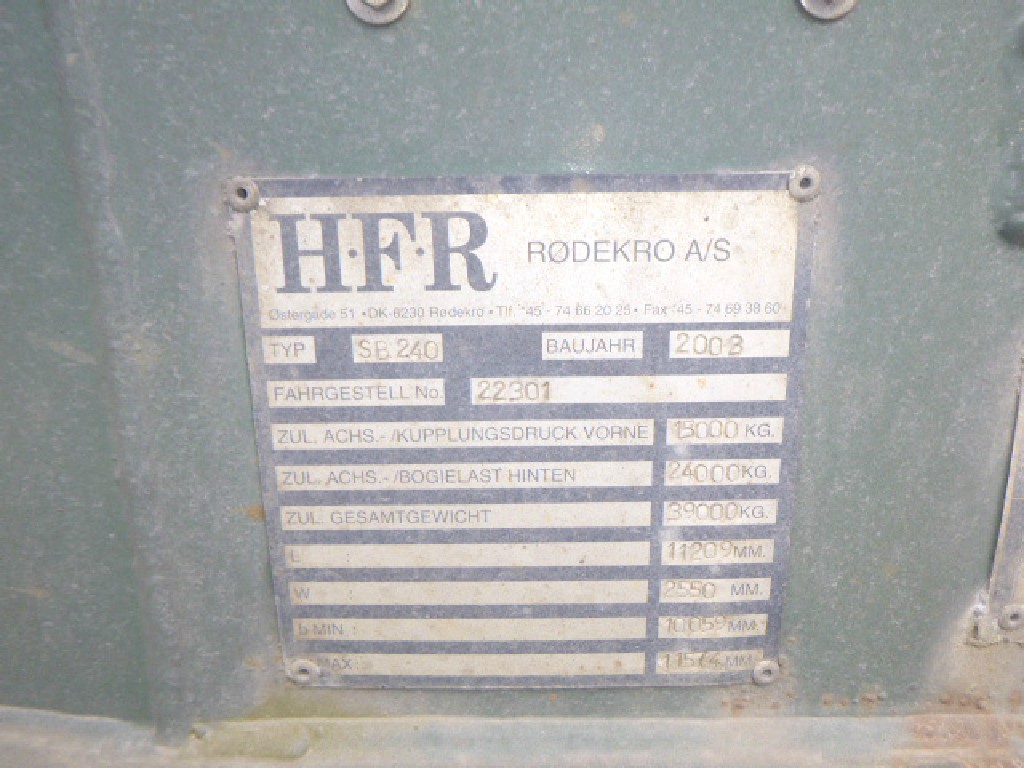 H·F·R RØDEKRO A/S
Østergade 51 • DK-6230 Rødekro • Tlf. +45 - 74 66 20 25 • Fax +45 - 74 69 38 60
TYP SB 240 BAUJAHR 2003
FAHRGESTELL No. 22301
ZUL. ACHS.- /KUPPLUNGSDRUCK VORNE 15000 KG.
ZUL. ACHS.- /BOGIELAST HINTEN 24000 KG.
ZUL. GESAMTGEWICHT 39000 KG.
L 11209 MM.
W 2550 MM.
b MIN 10059 MM.
MAX MM.